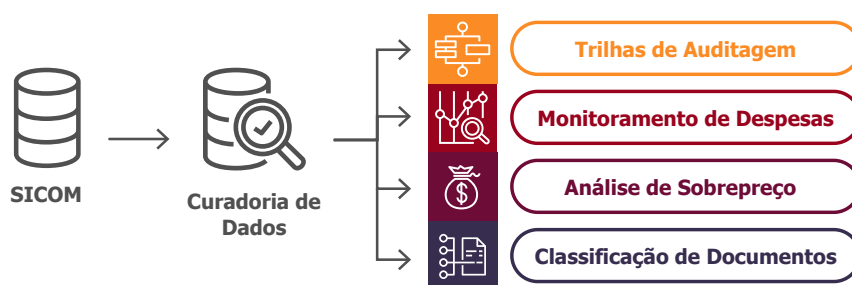 SICOM
Curadoria de
Dados
Trilhas de Auditagem
Monitoramento de Despesas
Análise de Sobrepreço
Classificação de Documentos